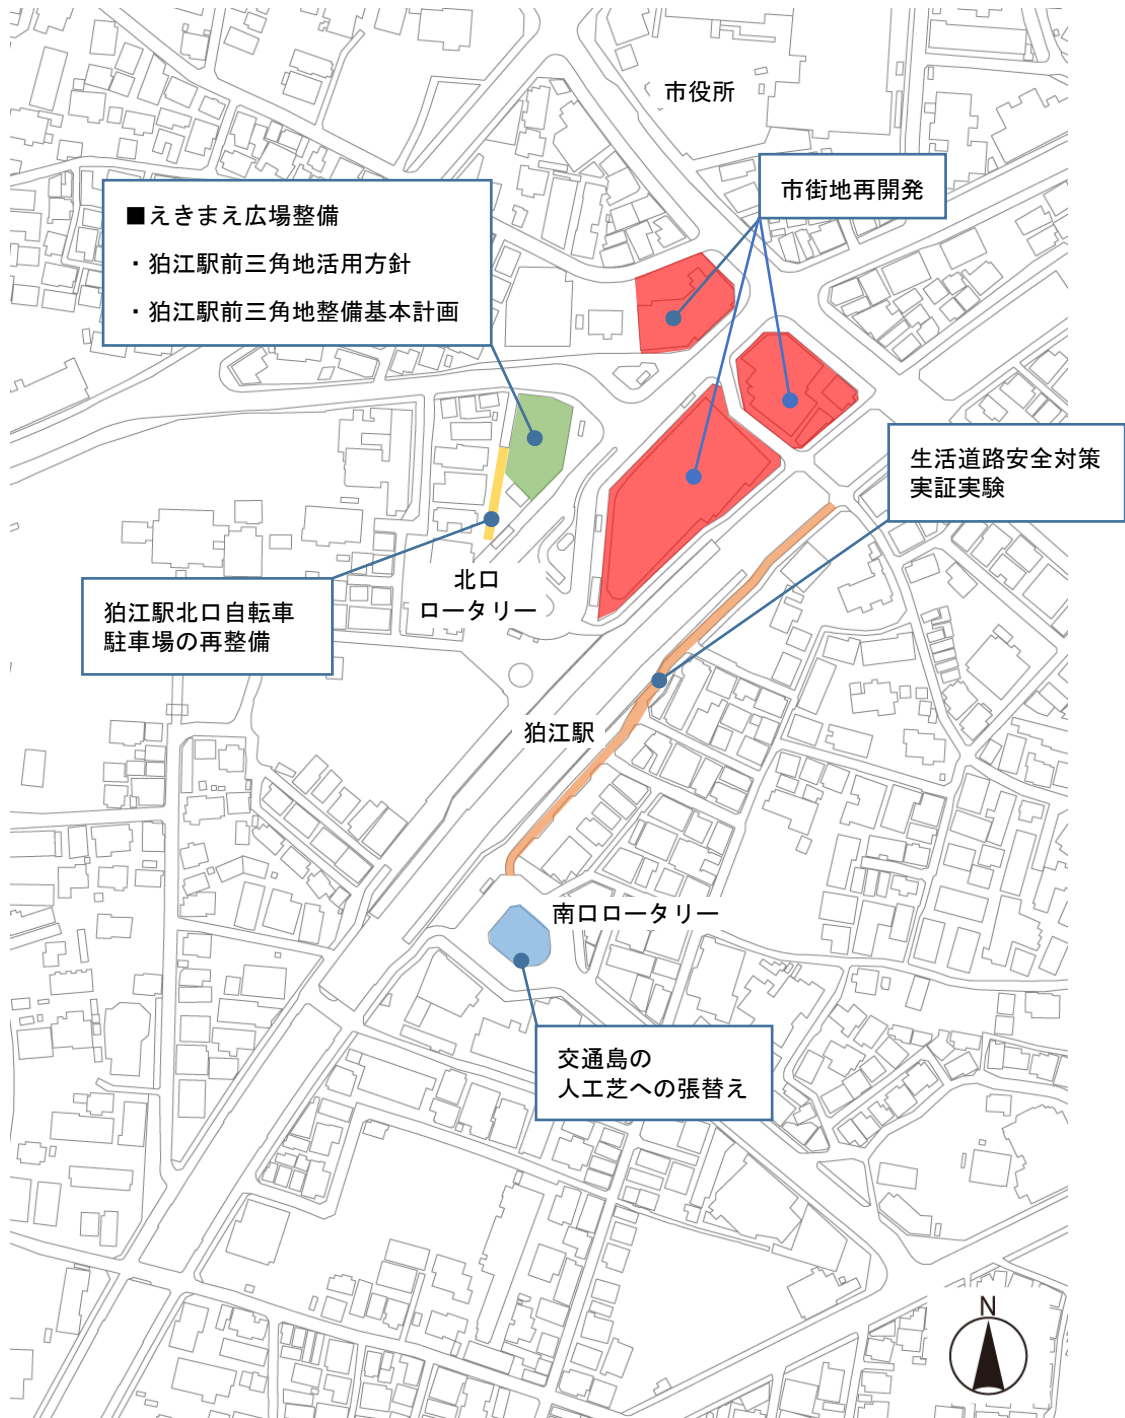 市役所
市街地再開発
■えきまえ広場整備
・狛江駅前三角地活用方針
・狛江駅前三角地整備基本計画
生活道路安全対策
実証実験
北口
ロータリー
狛江駅北口自転車
駐車場の再整備
狛江駅
南口ロータリー
交通島の
人工芝への張替え
N